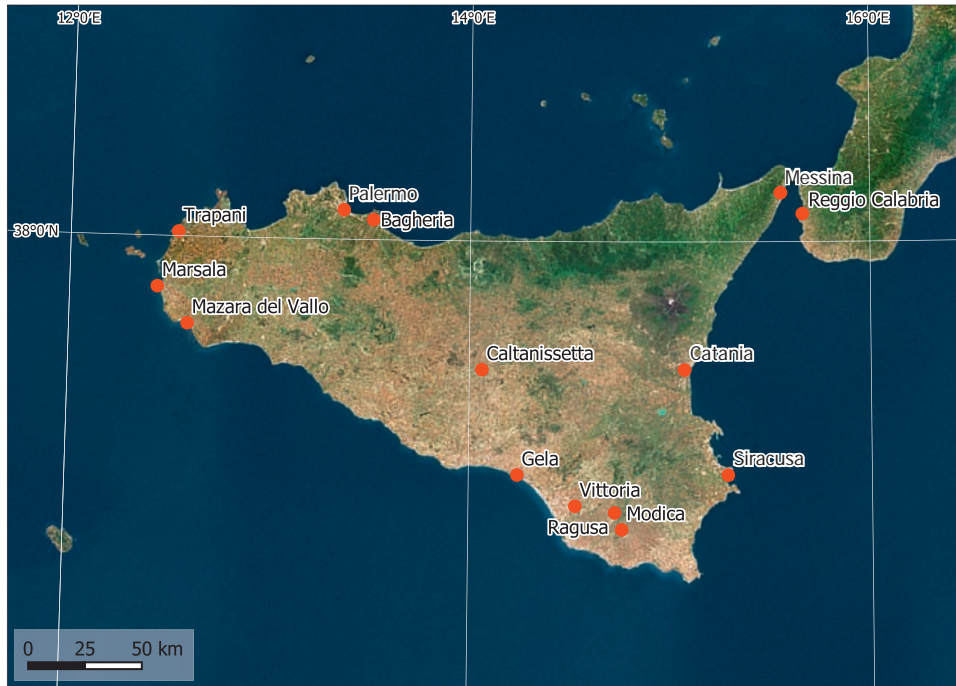 12°0′E
14°0′E
16°0′E
Messina
Palermo
Reggio Calabria
Trapani
Bagheria
38°0′N
Marsala
Mazara del Vallo
Caltanissetta
Catania
Gela
Siracusa
Vittoria
Modica
Ragusa
0 25 50 km